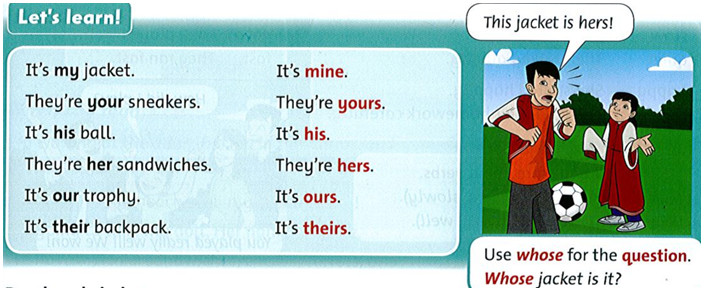 Let's learn!
It's my jacket. It's mine.
They're your sneakers. They're yours.
It's his ball. It's his.
They're her sandwiches. They're hers.
It's our trophy. It's ours.
It's their backpack. It's theirs.
This jacket is hers!
Use whose for the question.
Whose jacket is it?